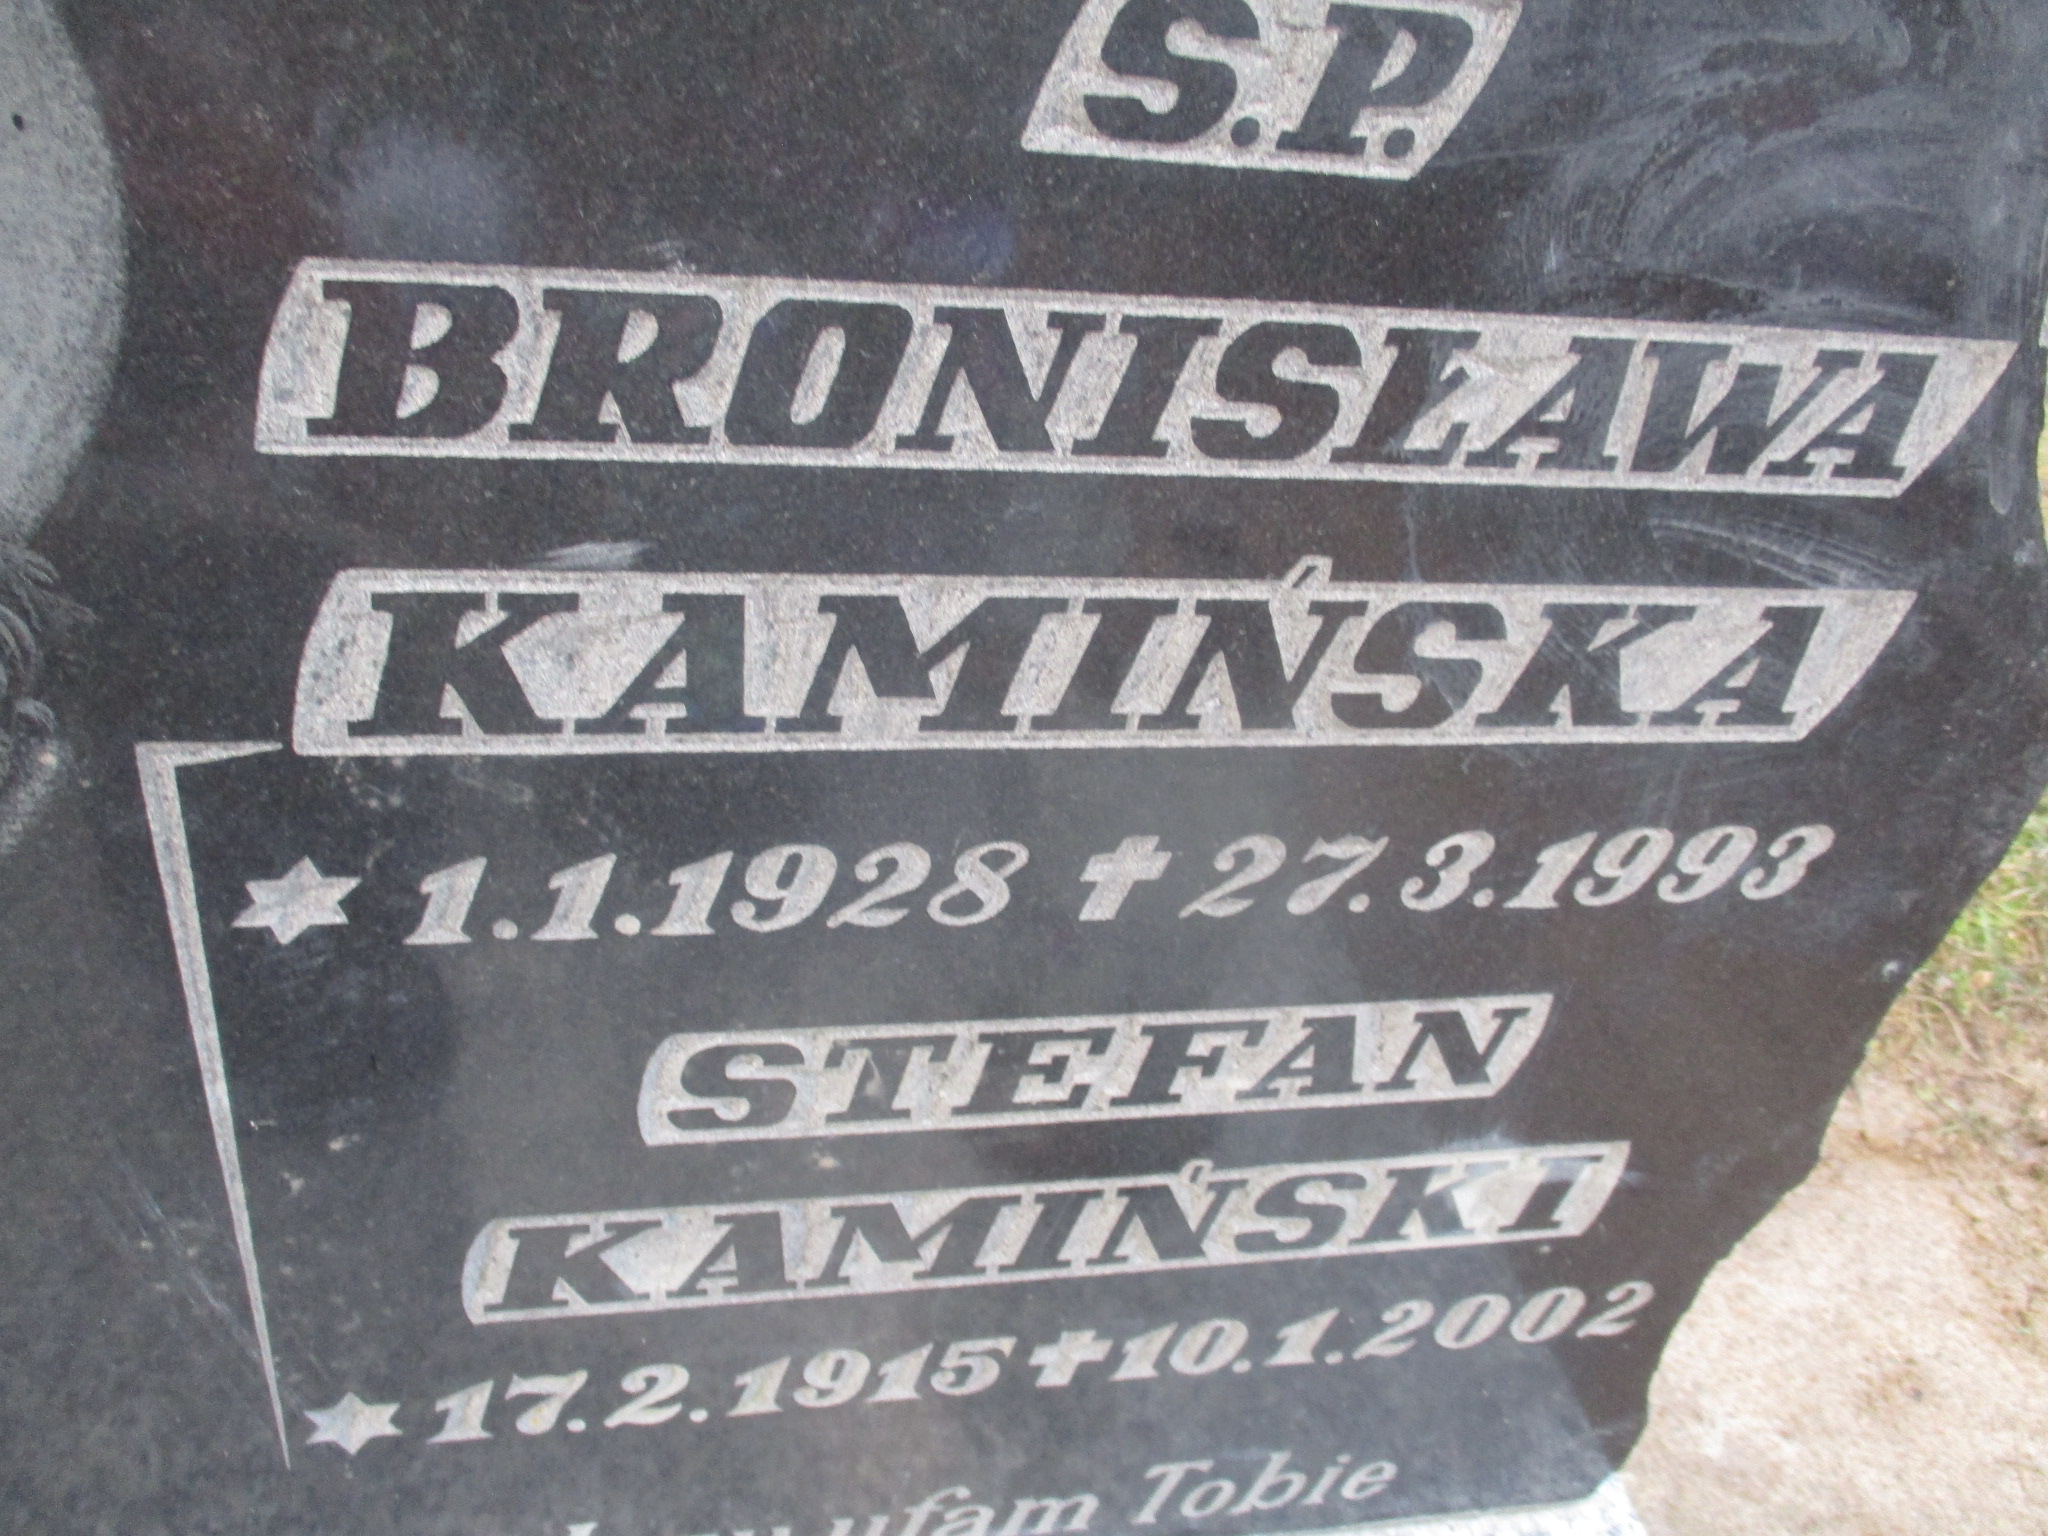 S.P.
BRONISŁAWA
KAMIŃSKA
1.1.1928 ✝ 27.3.1993
STEFAN
KAMIŃSKI
17.2.1915 ✝ 10.1.2002
ufam Tobie